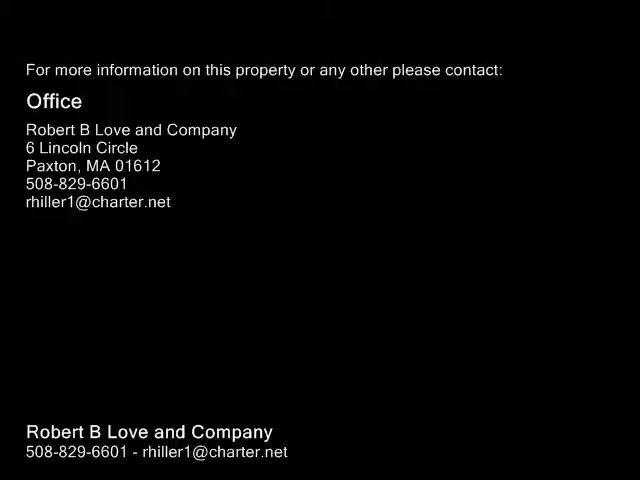 For more information on this property or any other please contact:
Office
Robert B Love and Company
6 Lincoln Circle
Paxton, MA 01612
508-829-6601
rhiller1@charter.net
Robert B Love and Company
508-829-6601 - rhiller1@charter.net